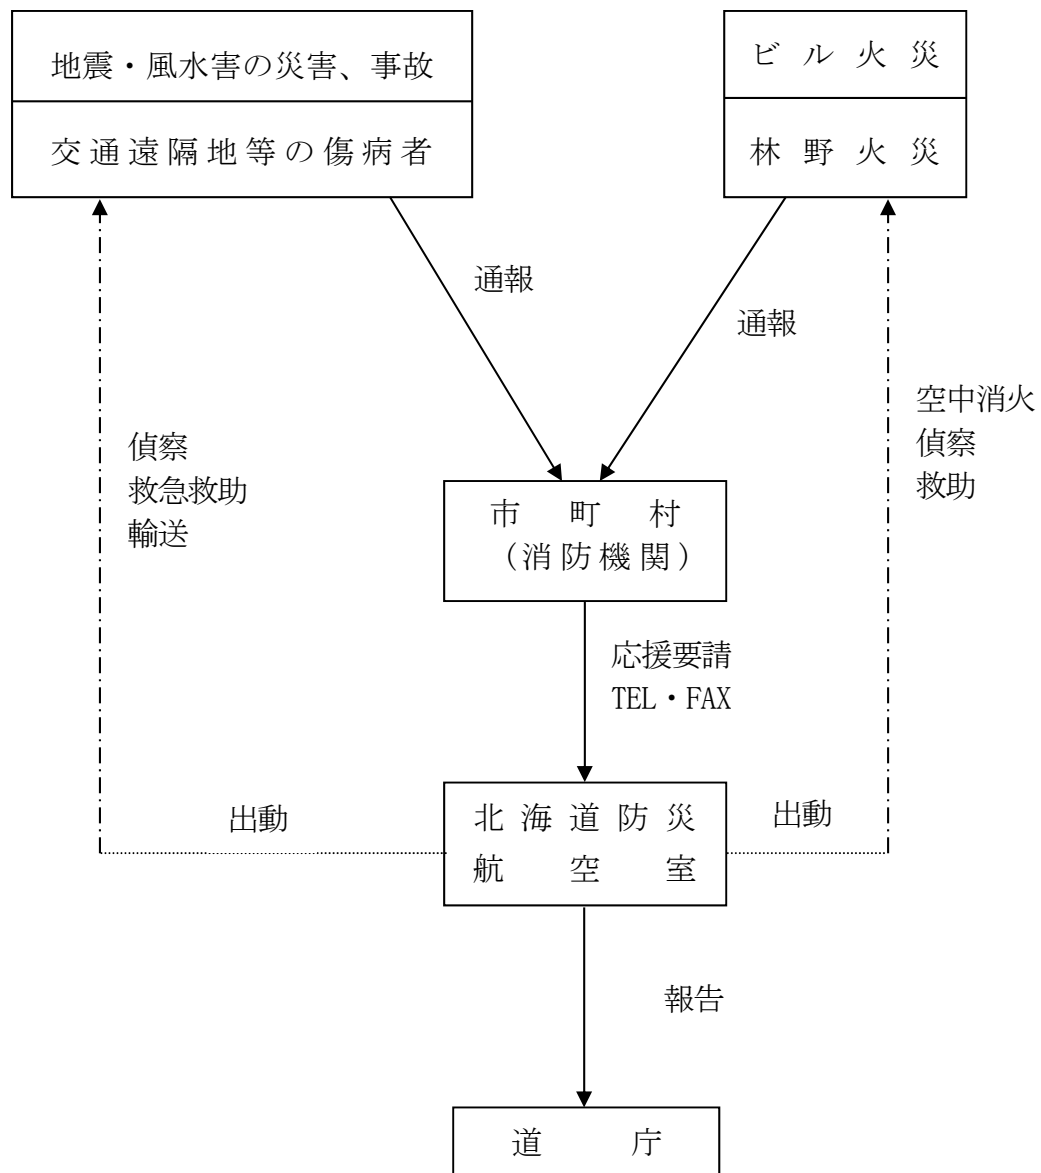 地震・風水害の災害、事故
交通遠隔地等の傷病者
ビル火災
林野火災
通報
通報
偵察
救急救助
輸送
空中消火
偵察
救助
市町村
(消防機関)
応援要請
TEL・FAX
出動
北海道防災
航空室
出動
報告
道庁